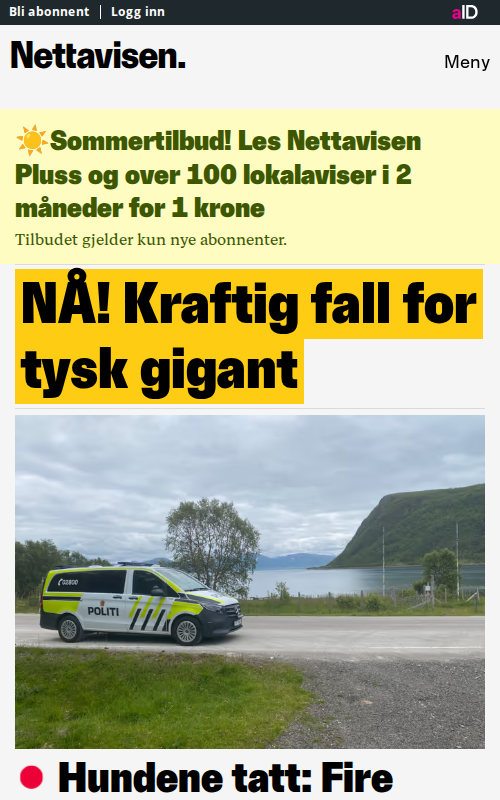 Bli abonnent | Logg inn
aID
Nettavisen.
Meny
☀️Sommertilbud! Les Nettavisen
Pluss og over 100 lokalaviser i 2
måneder for 1 krone
Tilbudet gjelder kun nye abonnenter.
NÅ! Kraftig fall for
tysk gigant
02800
POLITI
Hundene tatt: Fire